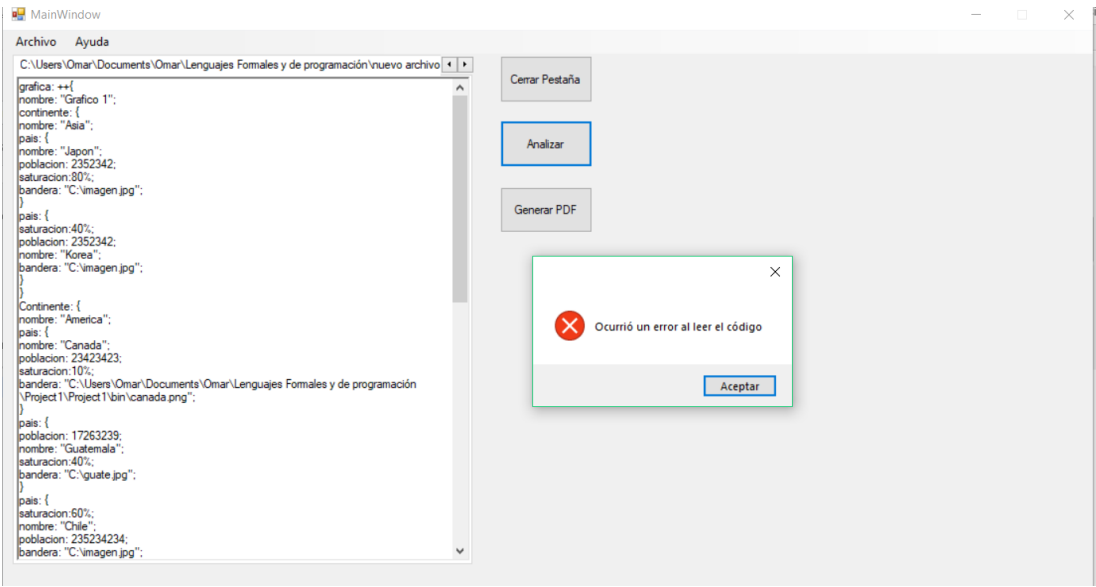 MainWindow
Archivo Ayuda
C:\Users\Omar\Documents\Omar\Lenguajes Formales y de programación\nuevo archivo
grafica: ++{
nombre: "Grafico 1";
continente: {
nombre: "Asia";
pais: {
nombre: "Japon";
poblacion: 2352342;
saturacion:80%;
bandera: "C:\imagen.jpg";
}
pais: {
saturacion:40%;
poblacion: 2352342;
nombre: "Korea";
bandera: "C:\imagen.jpg";
}
}
Continente: {
nombre: "America";
pais: {
nombre: "Canada";
poblacion: 23423423;
saturacion:10%;
bandera: "C:\Users\Omar\Documents\Omar\Lenguajes Formales y de programación
\Project1\Project1\bin\canada.png";
}
pais: {
poblacion: 17263239;
nombre: "Guatemala";
saturacion:40%;
bandera: "C:\guate.jpg";
}
pais: {
saturacion:60%;
nombre: "Chile";
poblacion: 235234234;
bandera: "C:\imagen.jpg";
Cerrar Pestaña
Analizar
Generar PDF
Ocurrió un error al leer el código
Aceptar